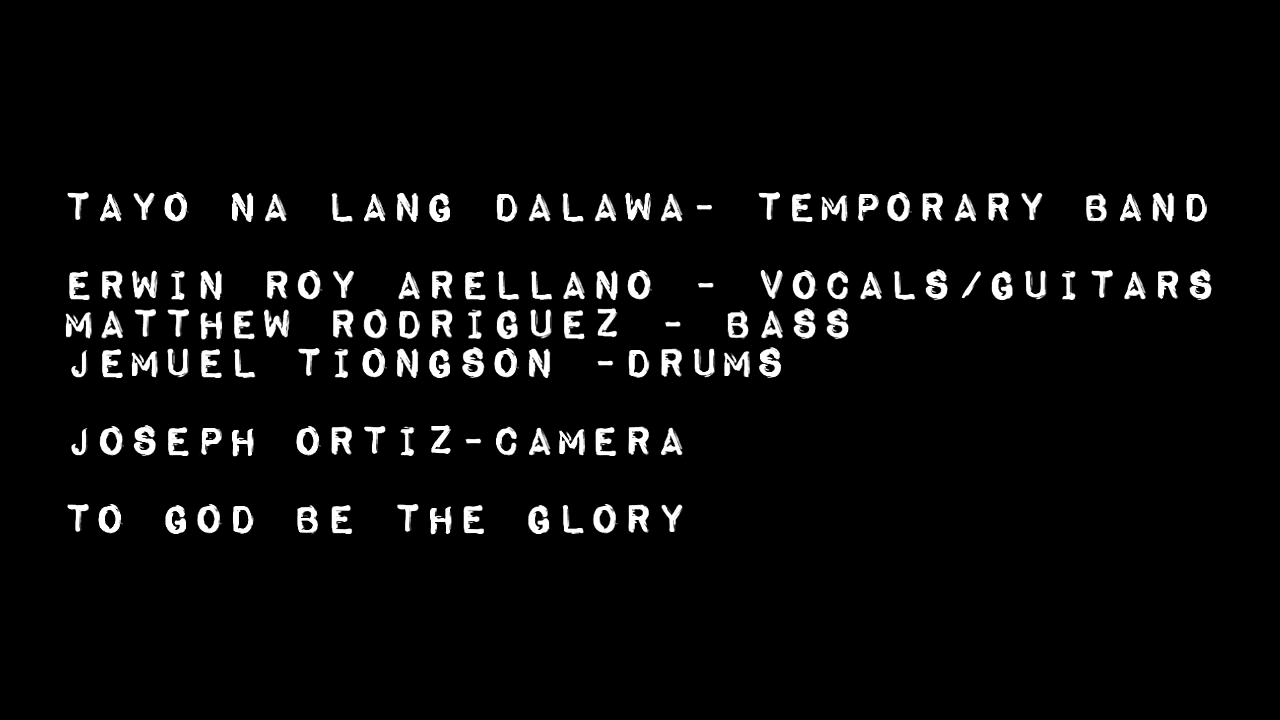 TAYO NA LANG DALAWA- TEMPORARY BAND
ERWIN ROY ARELLANO - VOCALS/GUITARS
MATTHEW RODRIGUEZ - BASS
JEMUEL TIONGSON -DRUMS
JOSEPH ORTIZ-CAMERA
TO GOD BE THE GLORY